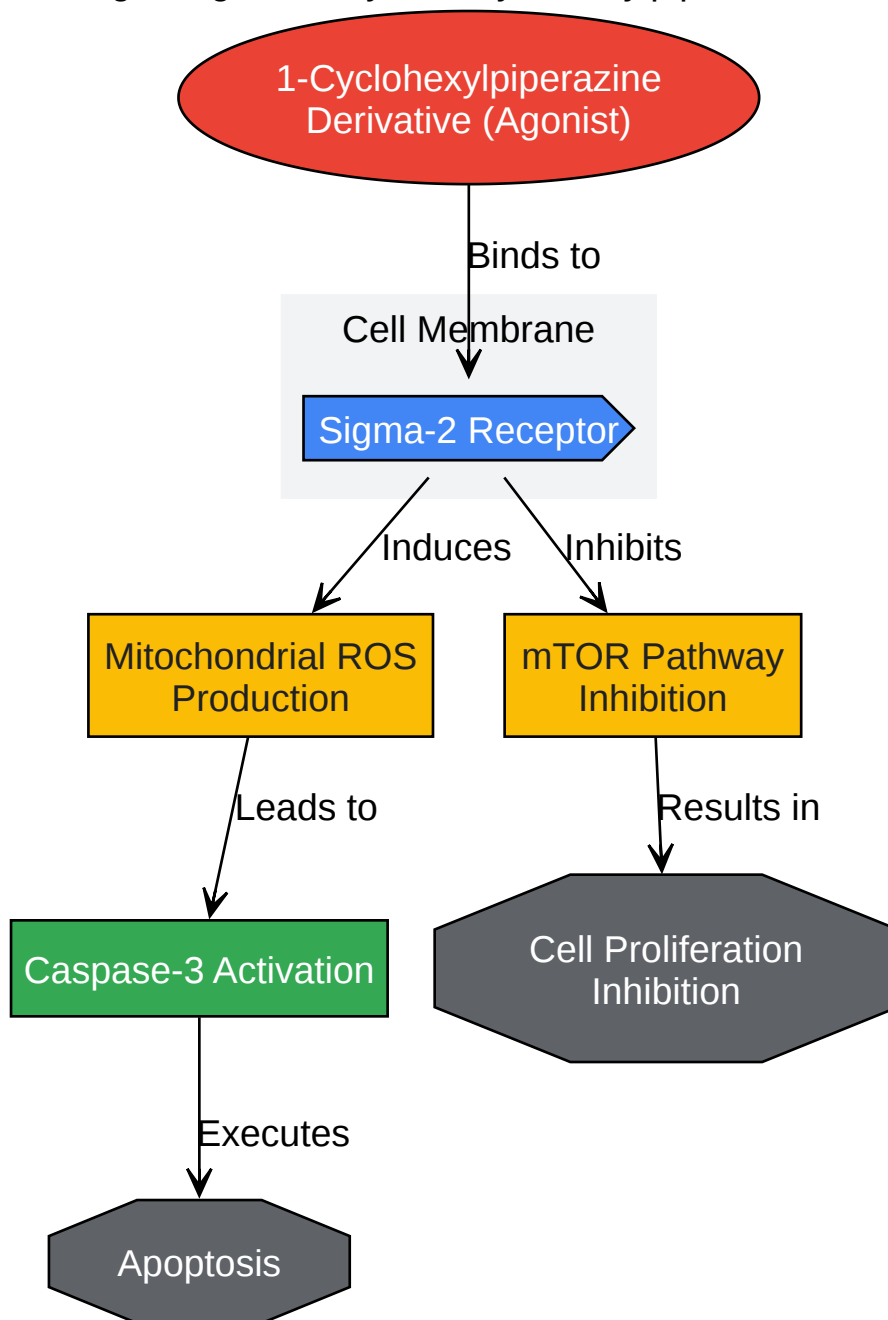 1-Cyclohexylpiperazine
Derivative (Agonist)
Binds to
Cell Membrane
Sigma-2 Receptor
Induces
Inhibits
Mitochondrial ROS
Production
mTOR Pathway
Inhibition
Leads to
Results in
Caspase-3 Activation
Cell Proliferation
Inhibition
Executes
Apoptosis